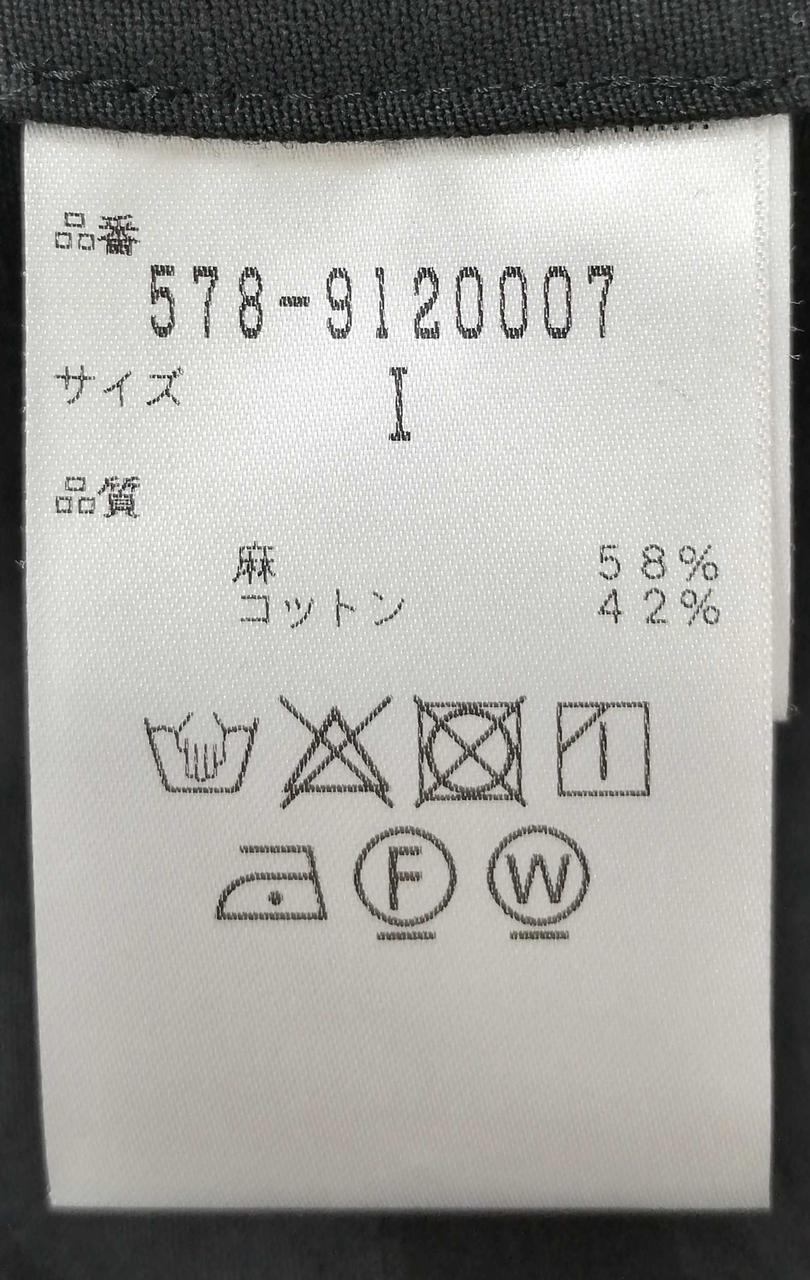 品番
578-9120007
サイズ I
品質
麻 58%
コットン 42%
F W